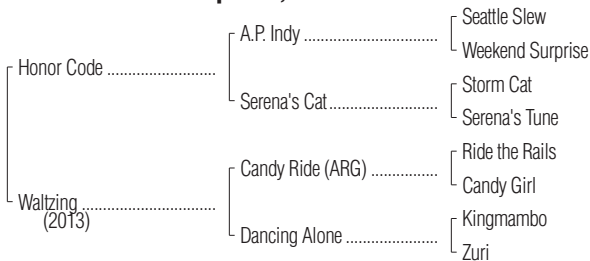 Seattle Slew
A.P. Indy ................................
Weekend Surprise
Honor Code ..........................
Storm Cat
Serena's Cat..........................
Serena's Tune
Ride the Rails
Candy Ride (ARG) ................
Candy Girl
Waltzing ................................
(2013)
Kingmambo
Dancing Alone ......................
Zuri